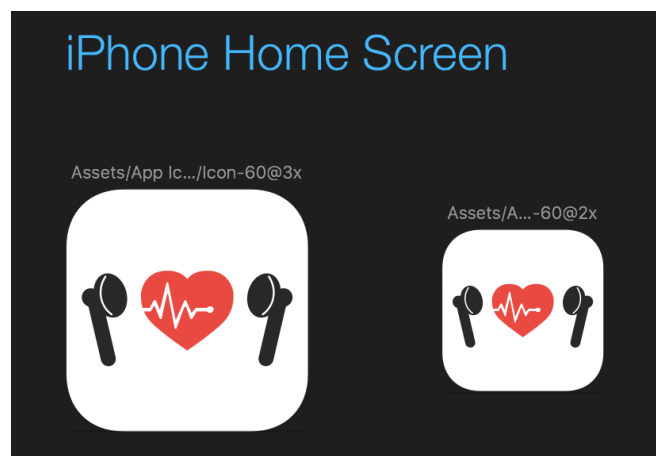 iPhone Home Screen
Assets/App Ic.../Icon-60@3x
Assets/A...-60@2x